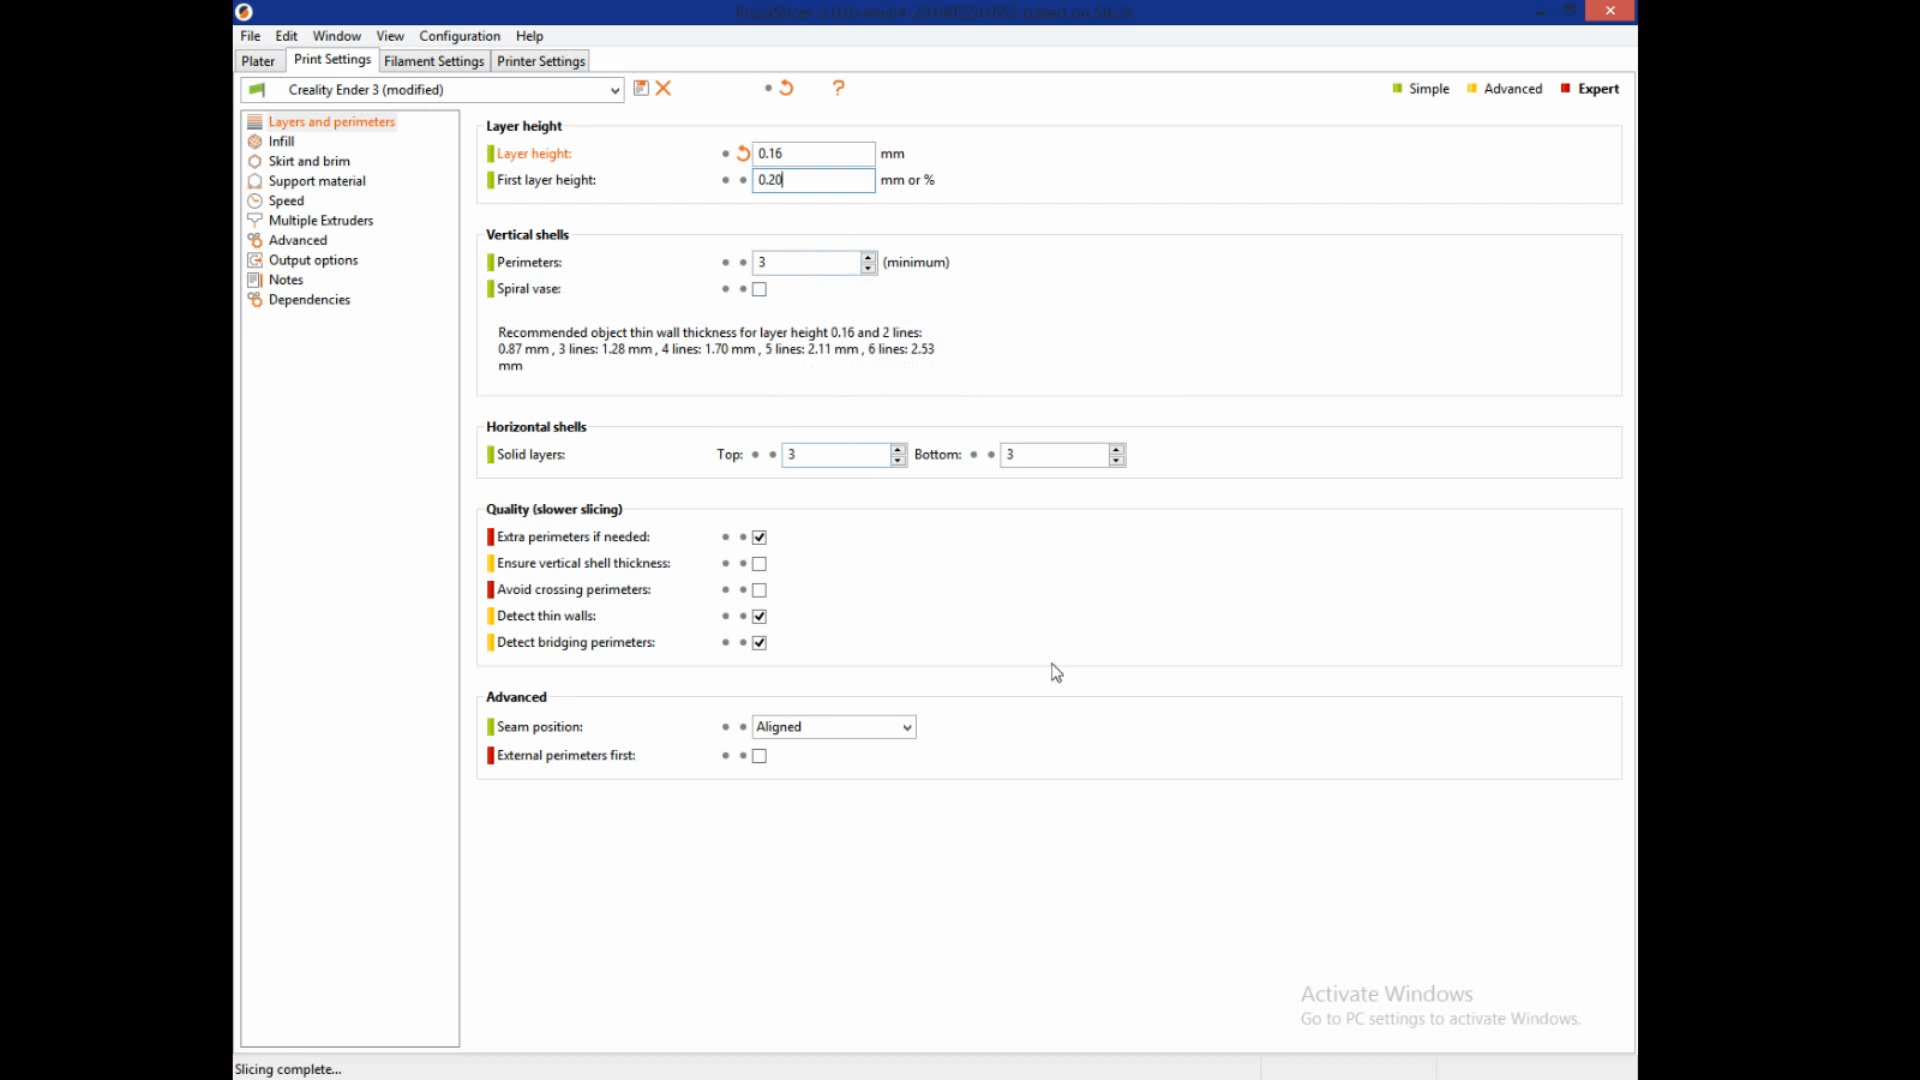 File Edit Window View Configuration Help
Plater Print Settings Filament Settings Printer Settings
Creality Ender 3 (modified) ? Simple Advanced Expert
Layers and perimeters
Infill
Skirt and brim
Support material
Speed
Multiple Extruders
Advanced
Output options
Notes
Dependencies
Layer height
Layer height: 0.16 mm
First layer height: 0.20 mm or %
Vertical shells
Perimeters: 3 (minimum)
Spiral vase:
Recommended object thin wall thickness for layer height 0.16 and 2 lines:
0.87 mm , 3 lines: 1.28 mm , 4 lines: 1.70 mm , 5 lines: 2.11 mm , 6 lines: 2.53
mm
Horizontal shells
Solid layers: Top: 3 Bottom: 3
Quality (slower slicing)
Extra perimeters if needed:
Ensure vertical shell thickness:
Avoid crossing perimeters:
Detect thin walls:
Detect bridging perimeters:
Advanced
Seam position: Aligned
External perimeters first:
Activate Windows
Go to PC settings to activate Windows.
Slicing complete...